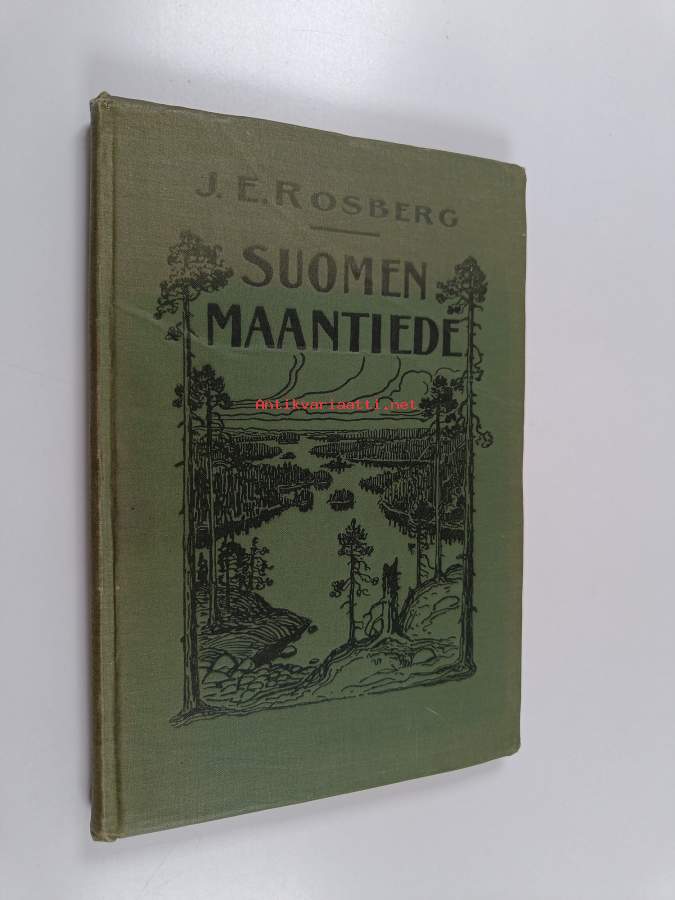 J. E. ROSBERG
SUOMEN
MAANTIEDE
Antikvariaatti.net